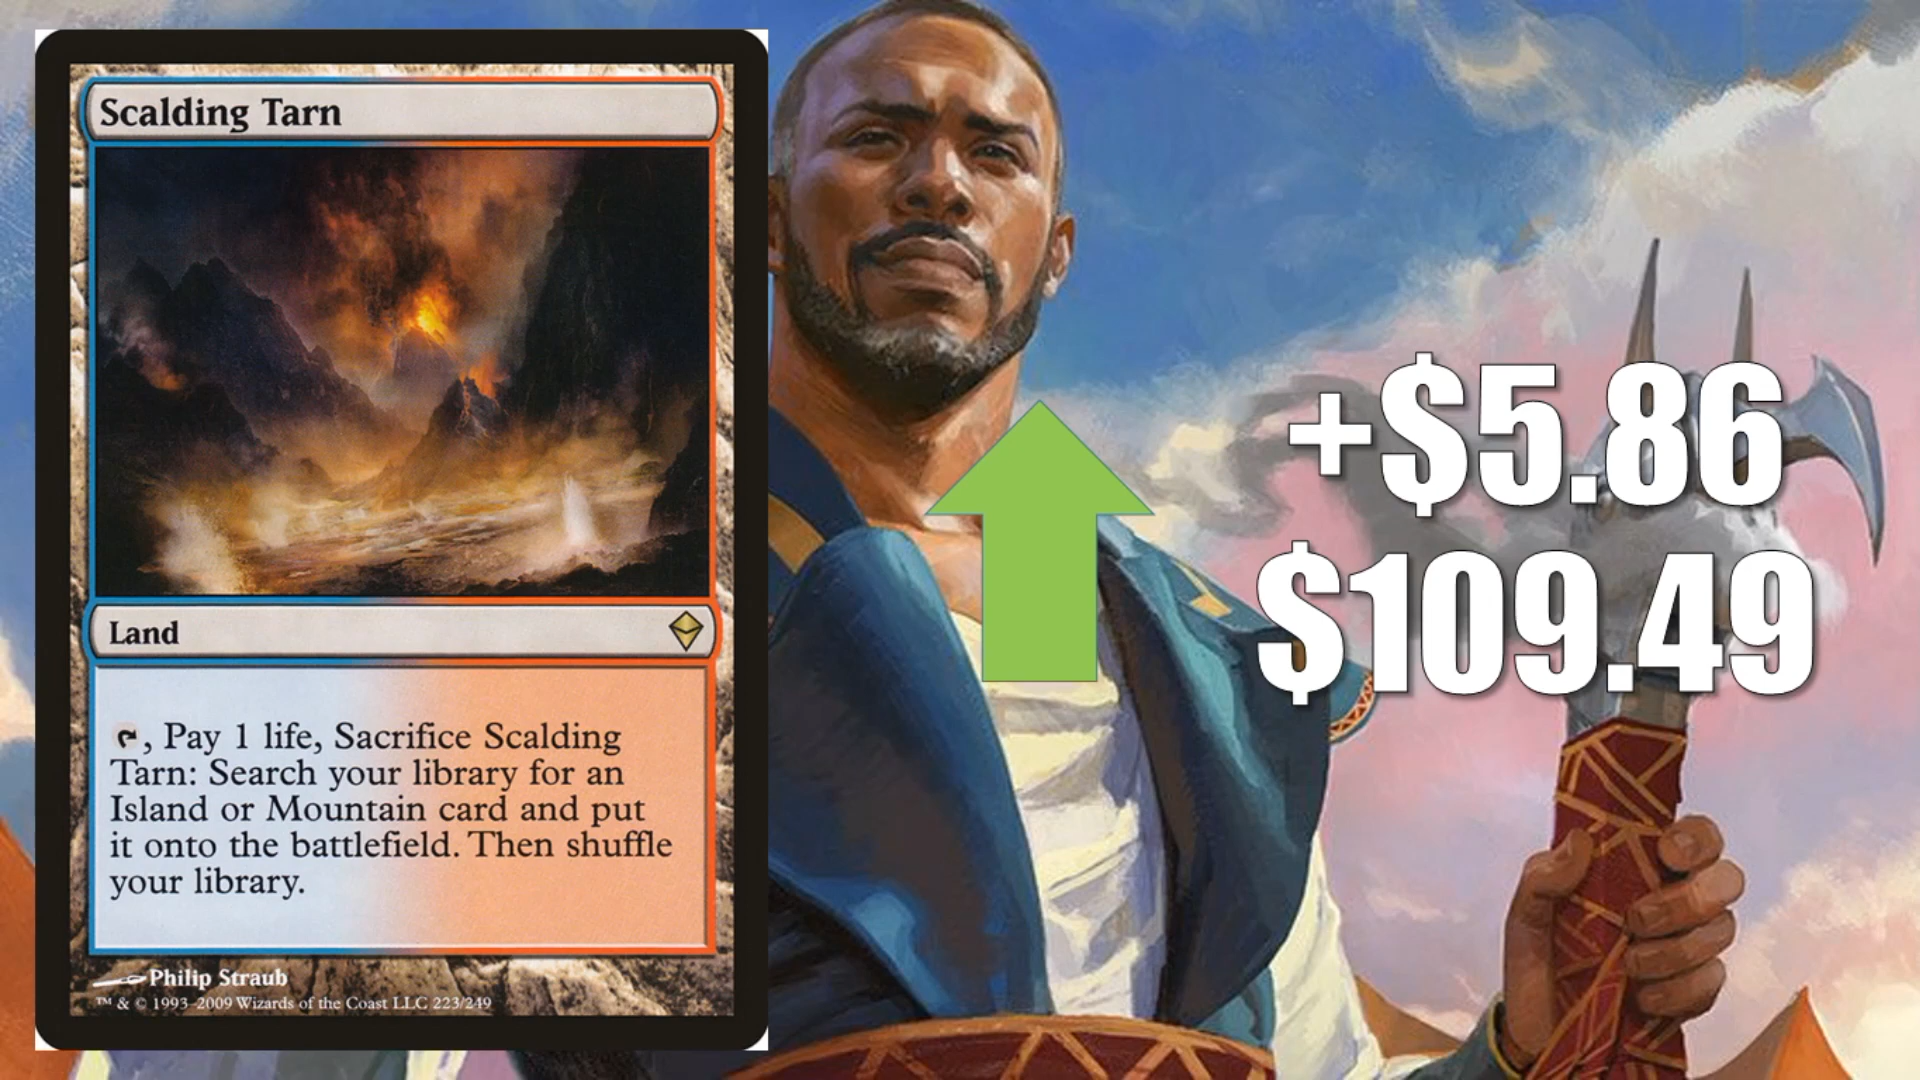 Scalding Tarn
Land
, Pay 1 life, Sacrifice Scalding
Tarn: Search your library for an
Island or Mountain card and put
it onto the battlefield. Then shuffle
your library.
Philip Straub
™ & © 1993–2009 Wizards of the Coast LLC 223/249
+$5.86
$109.49